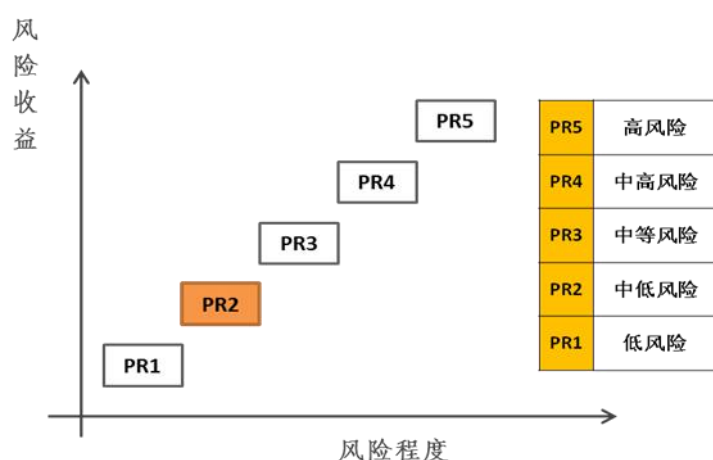 风
险
收
益
PR5
PR4
PR3
PR2
PR1
风险程度
PR5 高风险
PR4 中高风险
PR3 中等风险
PR2 中低风险
PR1 低风险